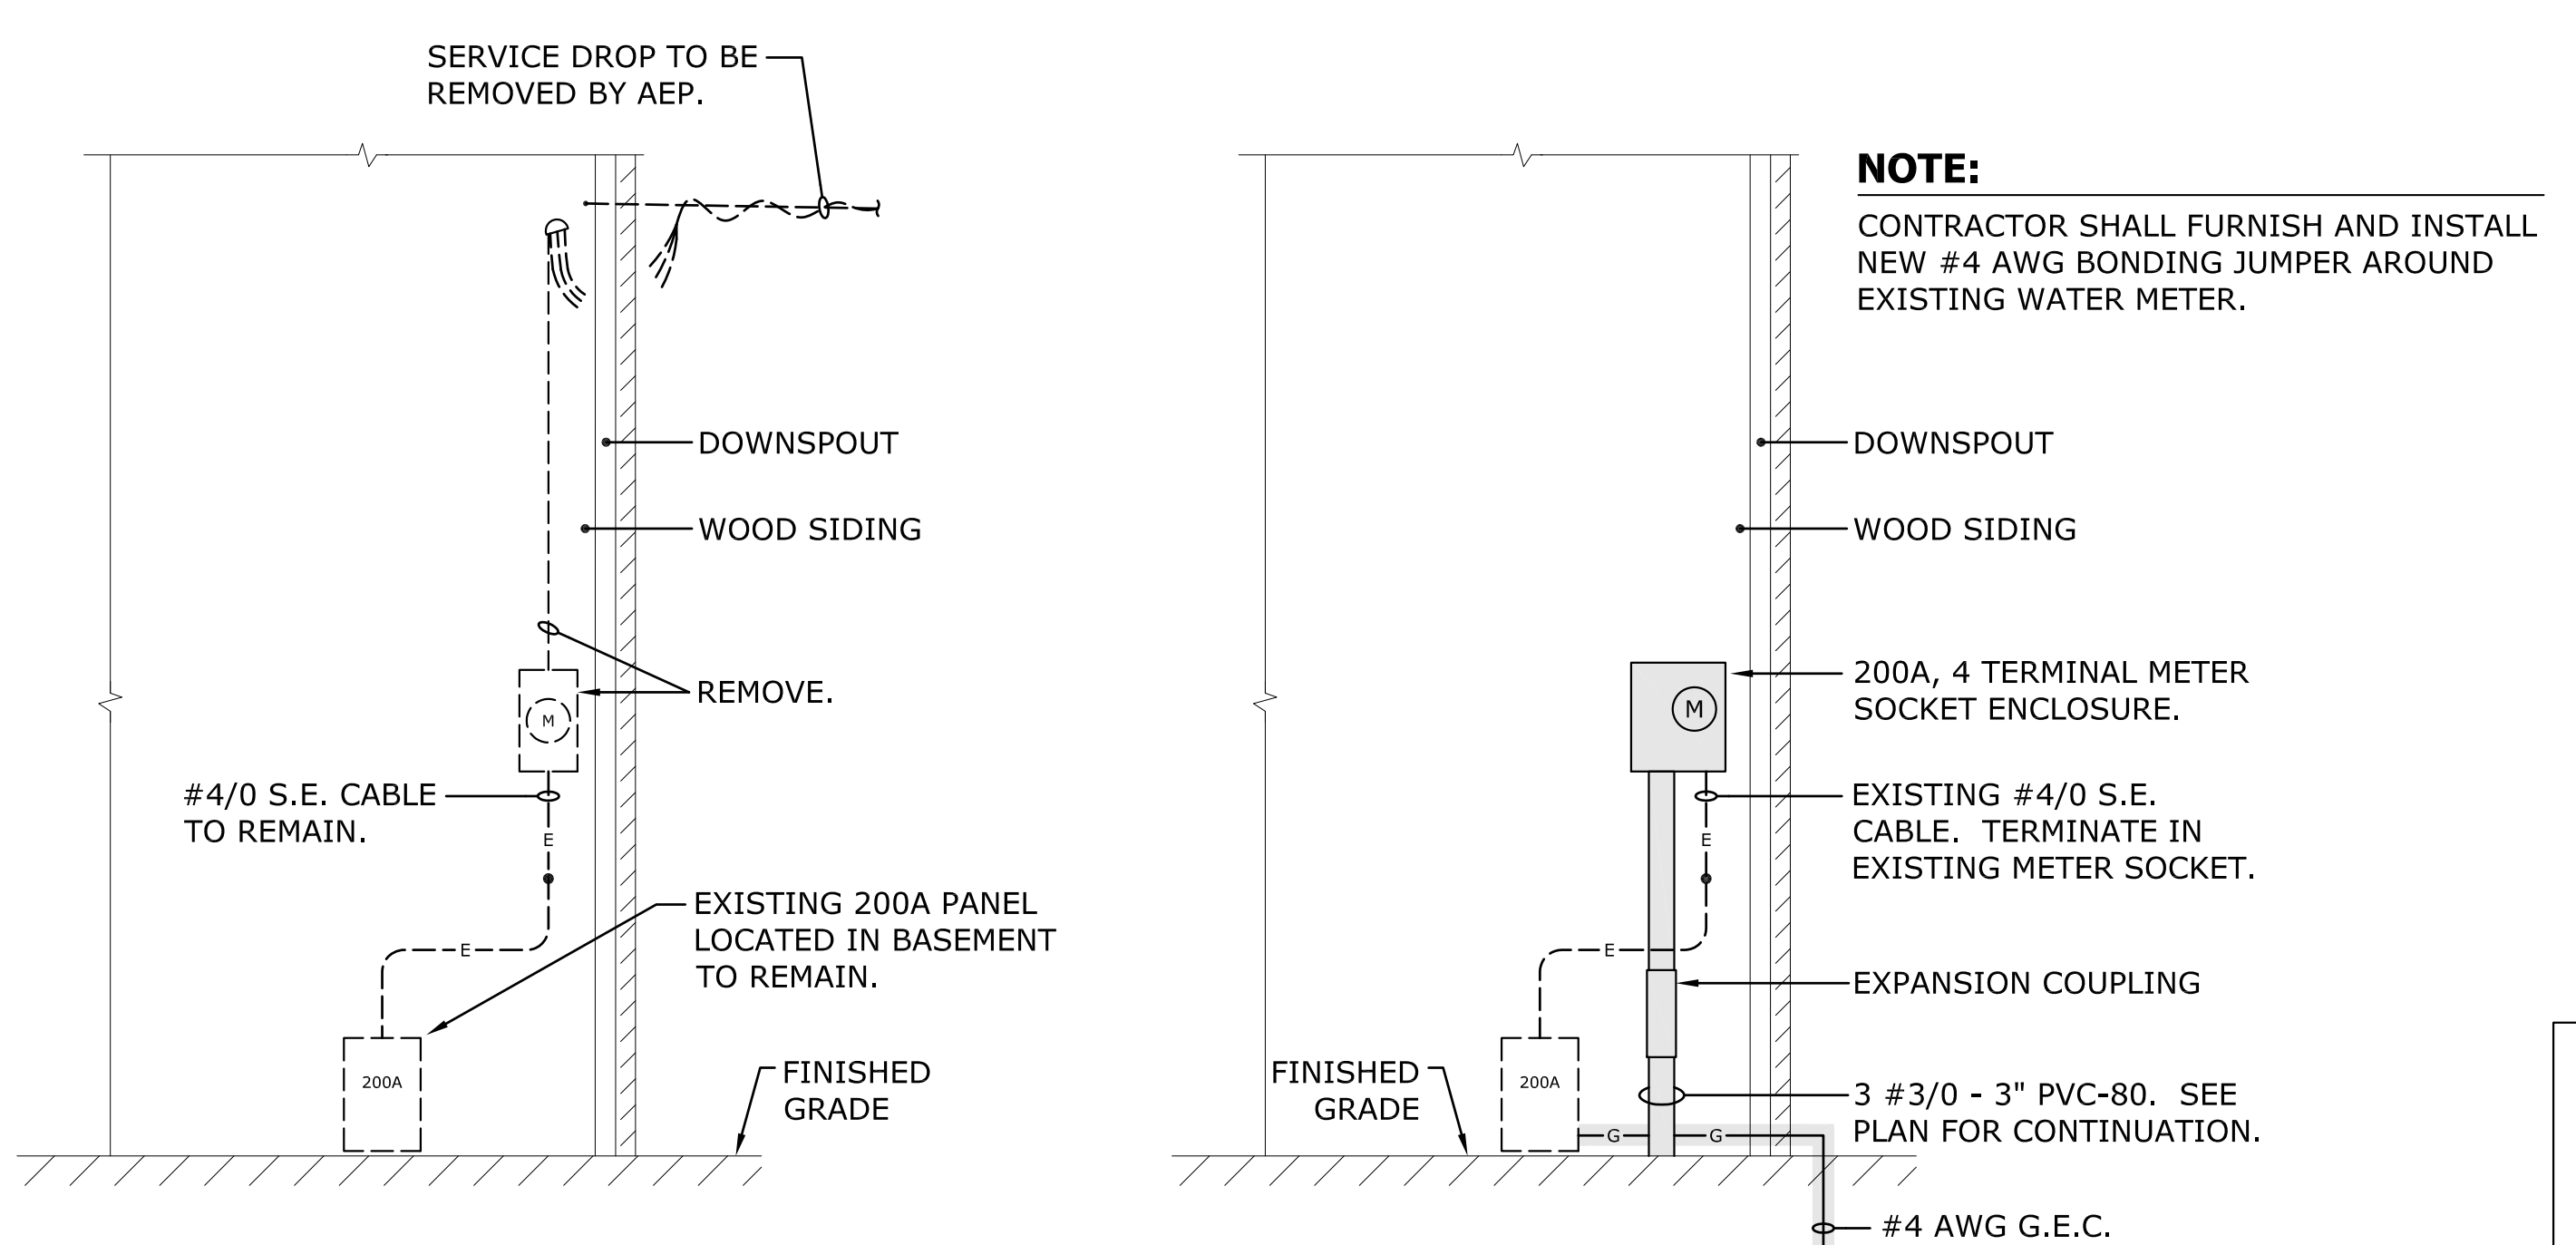 SERVICE DROP TO BE
REMOVED BY AEP.
DOWNSPOUT
WOOD SIDING
REMOVE.
M
#4/0 S.E. CABLE
TO REMAIN.
E
EXISTING 200A PANEL
LOCATED IN BASEMENT
TO REMAIN.
E
200A
FINISHED
GRADE
NOTE:
CONTRACTOR SHALL FURNISH AND INSTALL
NEW #4 AWG BONDING JUMPER AROUND
EXISTING WATER METER.
DOWNSPOUT
WOOD SIDING
200A, 4 TERMINAL METER
SOCKET ENCLOSURE.
M
EXISTING #4/0 S.E.
CABLE. TERMINATE IN
EXISTING METER SOCKET.
E
E
EXPANSION COUPLING
FINISHED
GRADE
200A
3 #3/0 - 3" PVC-80. SEE
PLAN FOR CONTINUATION.
G
G
#4 AWG G.E.C.